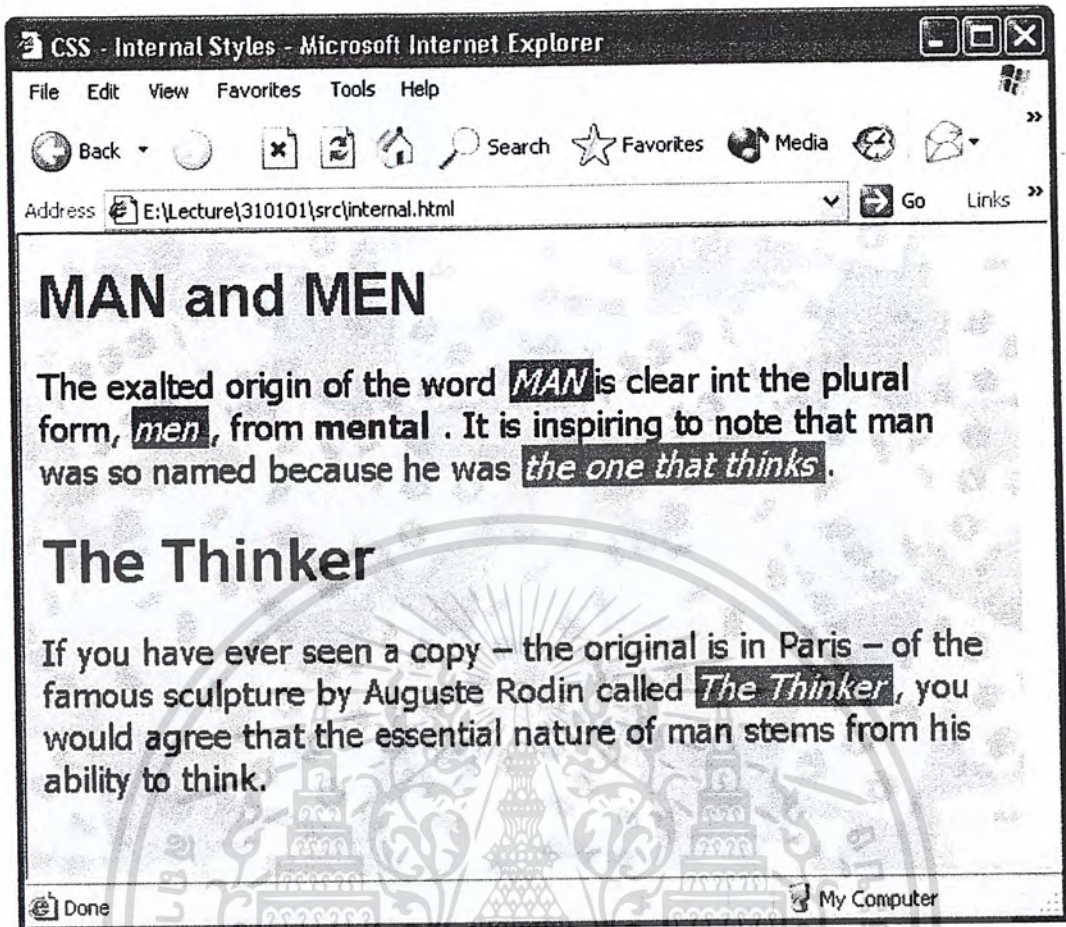 CSS - Internal Styles - Microsoft Internet Explorer
File Edit View Favorites Tools Help
Back Search Favorites Media
Address E:\Lecture\310101\src\internal.html Go Links
MAN and MEN
The exalted origin of the word MAN is clear int the plural
form, men , from mental . It is inspiring to note that man
was so named because he was the one that thinks .
The Thinker
If you have ever seen a copy – the original is in Paris – of the
famous sculpture by Auguste Rodin called The Thinker , you
would agree that the essential nature of man stems from his
ability to think.
Done My Computer